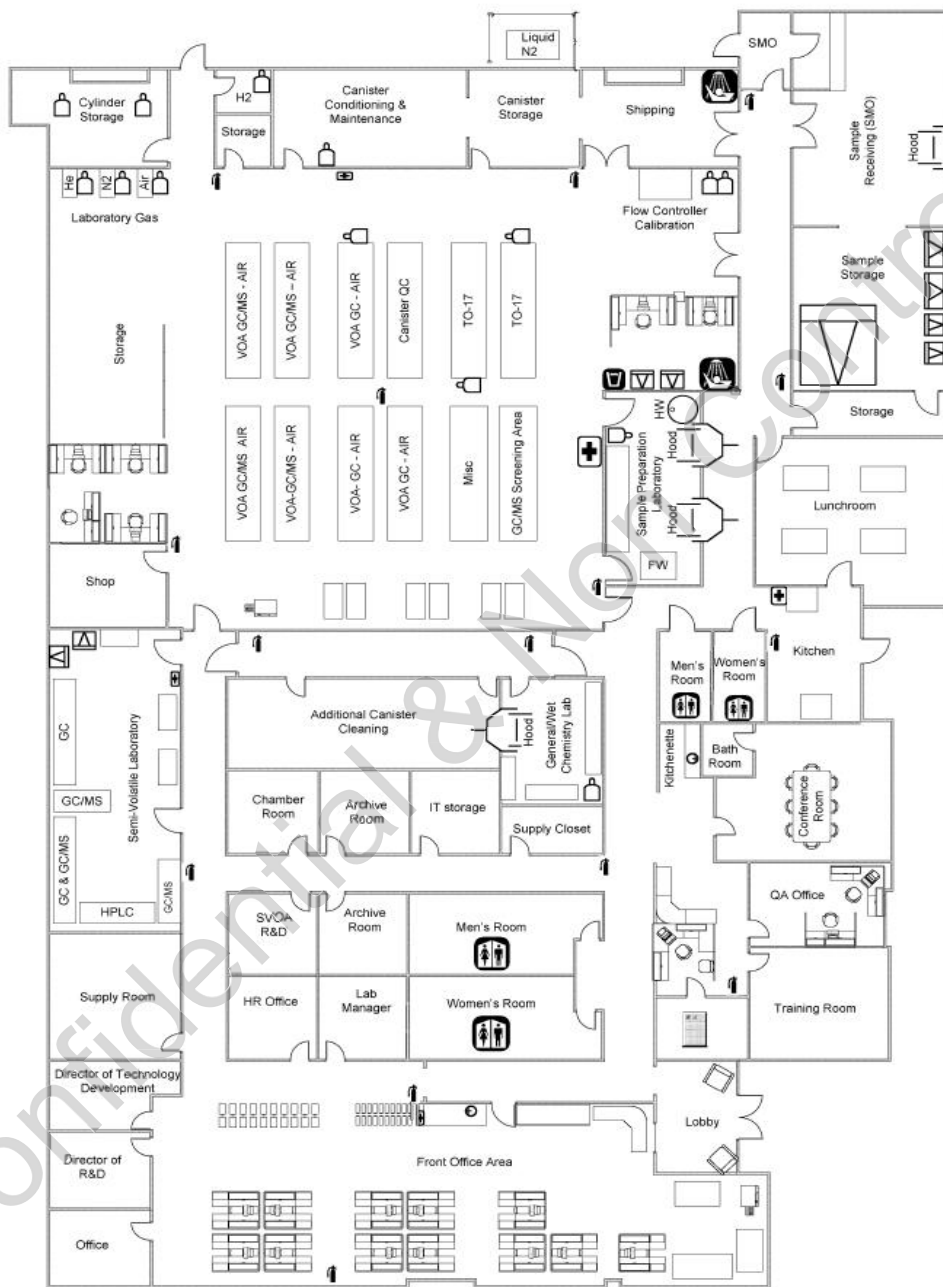 Liquid
N2
SMO
Cylinder
Storage
H2
Storage
Canister
Conditioning &
Maintenance
Canister
Storage
Shipping
Sample
Receiving (SMO)
Hood
He
N2
Air
Laboratory Gas
Flow Controller
Calibration
Sample
Storage
Storage
VOA GC/MS - AIR
VOA GC/MS – AIR
VOA GC - AIR
Canister QC
TO-17
TO-17
Storage
HW
Hood
VOA GC/MS - AIR
VOA-GC/MS - AIR
VOA- GC - AIR
VOA GC - AIR
Misc
GC/MS Screening Area
Sample Preparation
Laboratory
Hood
FW
Lunchroom
Shop
Men's
Room
Women's
Room
Kitchen
GC
GC/MS
GC & GC/MS
HPLC
GC/MS
Semi-Volatile Laboratory
Additional Canister
Cleaning
Hood
General/Wet
Chemistry Lab
Kitchenette
Bath
Room
Conference
Room
Chamber
Room
Archive
Room
IT storage
Supply Closet
SVOA
R&D
Archive
Room
Men's Room
QA Office
Supply Room
HR Office
Lab
Manager
Women's Room
Training Room
Director of Technology
Development
Lobby
Director of
R&D
Front Office Area
Office
Confidential & Non Contro